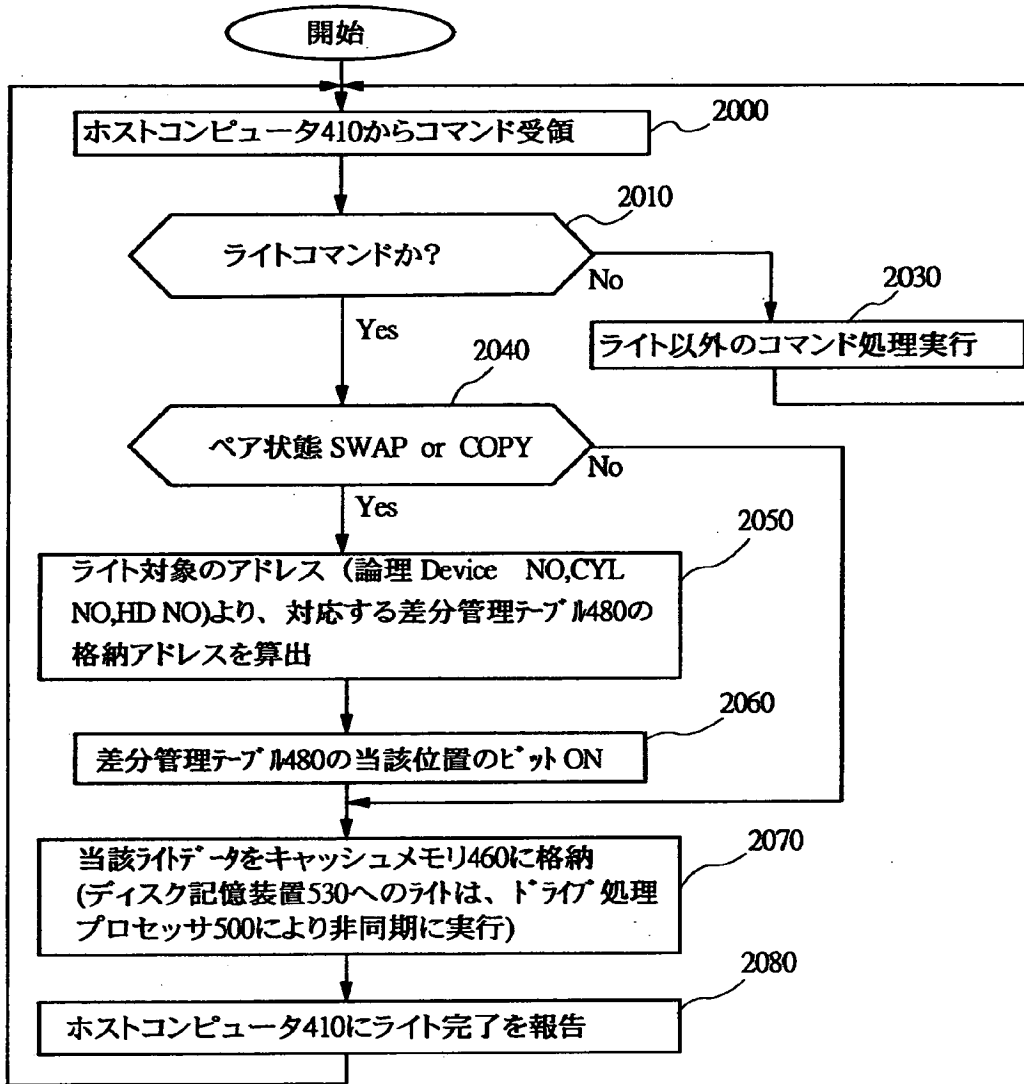 開始
ホストコンピュータ410からコマンド受領
2000
2010
ライトコマンドか?
No
Yes
2030
ライト以外のコマンド処理実行
2040
ペア状態 SWAP or COPY
No
Yes
2050
ライト対象のアドレス (論理 Device NO,CYL
NO,HD NO)より、対応する差分管理テーブル480の
格納アドレスを算出
2060
差分管理テーブル480の当該位置のビット ON
2070
当該ライトデータをキャッシュメモリ460に格納
(ディスク記憶装置530へのライトは、ドライブ処理
プロセッサ500により非同期に実行)
2080
ホストコンピュータ410にライト完了を報告